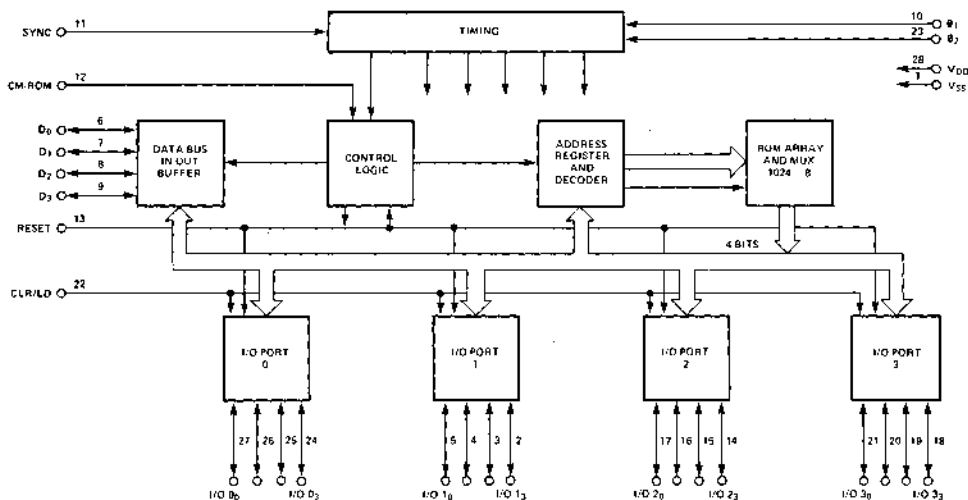 SYNC 11
TIMING
10 Φ1
23 Φ2
28 VDD
1 VSS
CM-ROM 12
D0 6
D1 7
D2 8
D3 9
DATA BUS
IN OUT
BUFFER
CONTROL
LOGIC
ADDRESS
REGISTER
AND
DECODER
ROM ARRAY
AND MUX
1024 8
RESET 13
4 BITS
CLR/LD 22
I/O PORT
0
I/O PORT
1
I/O PORT
2
I/O PORT
3
27 26 25 24
5 4 3 2
17 16 15 14
21 20 19 18
I/O 00 I/O 03
I/O 10 I/O 13
I/O 20 I/O 23
I/O 30 I/O 33